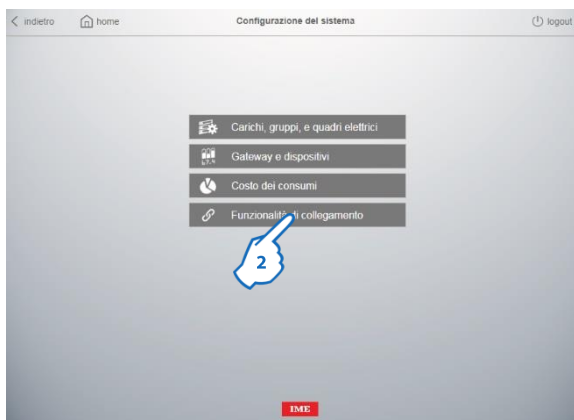 indietro home Configurazione del sistema logout
Carichi, gruppi, e quadri elettrici
Gateway e dispositivi
Costo dei consumi
Funzionalità di collegamento
2
IME